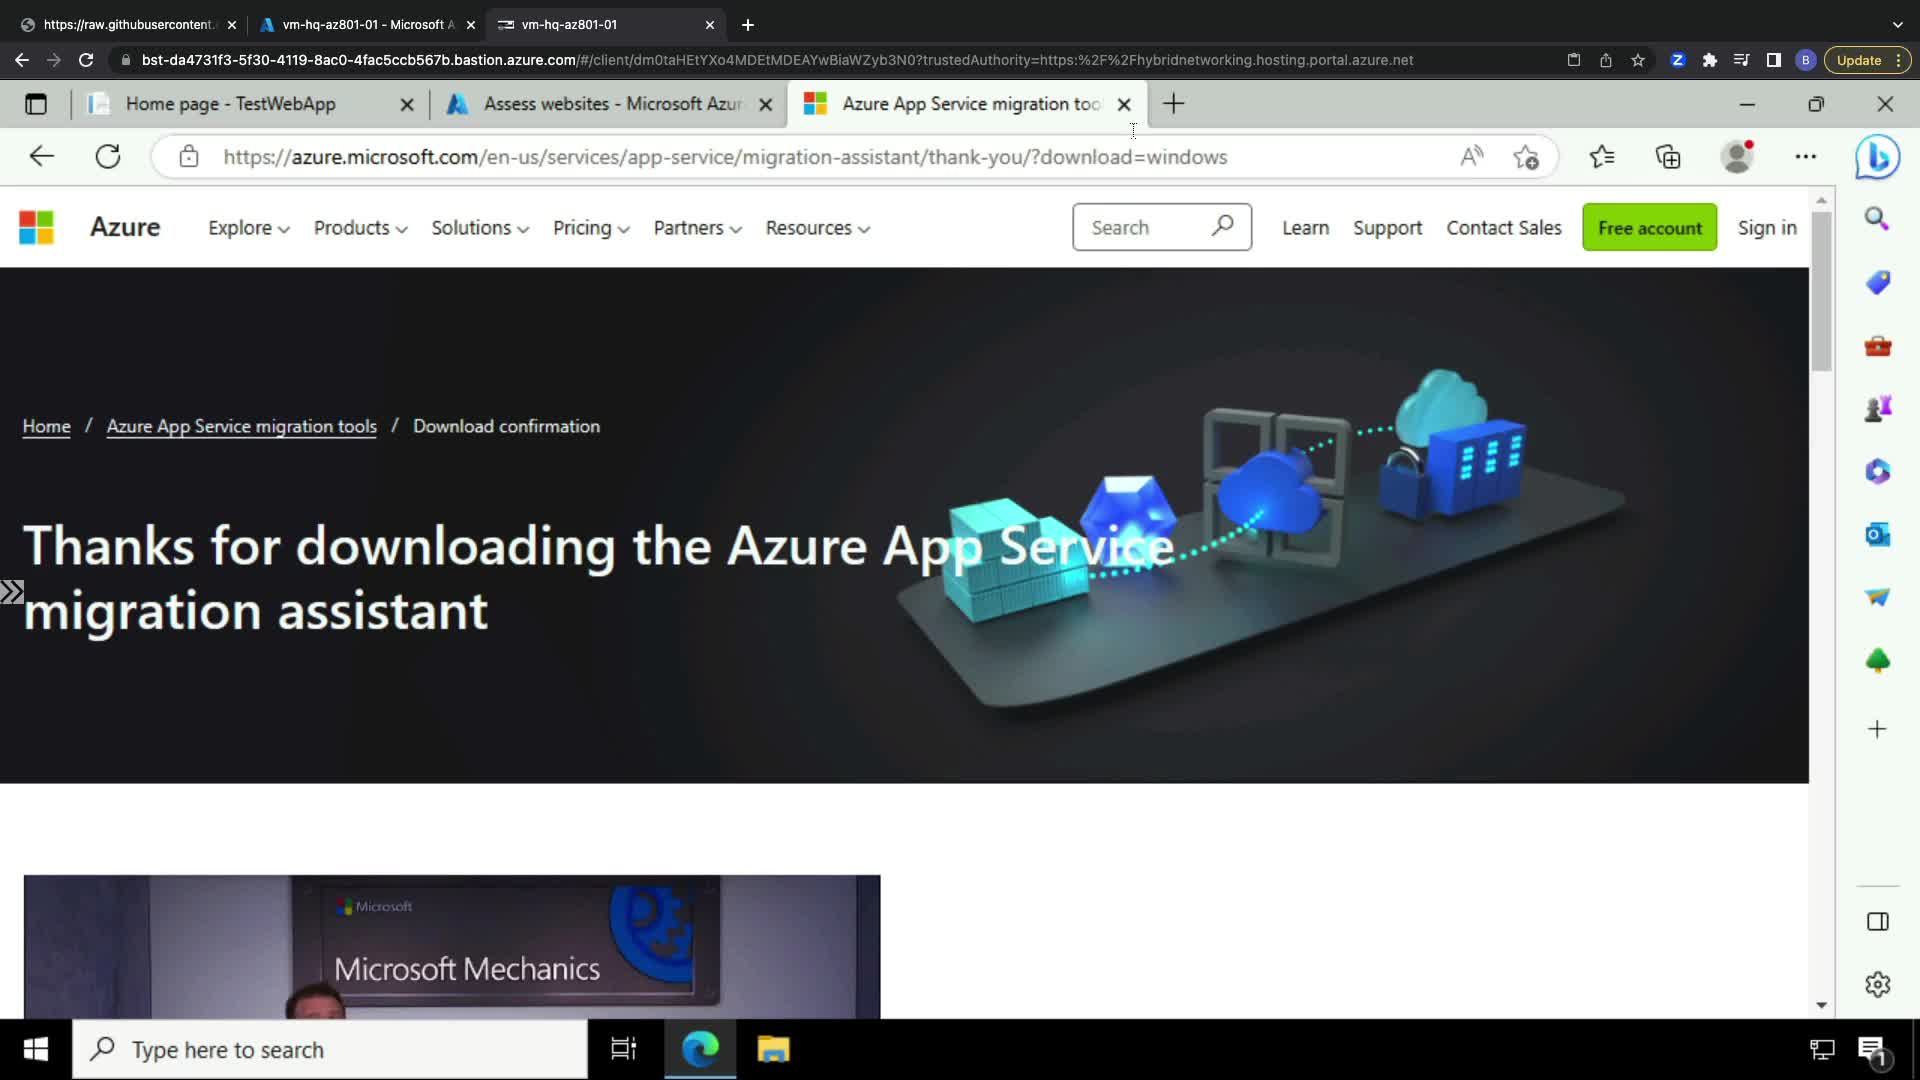 https://raw.githubusercontent.
vm-hq-az801-01 - Microsoft A
vm-hq-az801-01
bst-da4731f3-5f30-4119-8ac0-4fac5ccb567b.bastion.azure.com/#/client/dm0taHEtYXo4MDEtMDEAYwBiaWZyb3N0?trustedAuthority=https:%2F%2Fhybridnetworking.hosting.portal.azure.net
B
Update
Home page - TestWebApp
Assess websites - Microsoft Azur
Azure App Service migration too
https://azure.microsoft.com/en-us/services/app-service/migration-assistant/thank-you/?download=windows
Azure
Explore
Products
Solutions
Pricing
Partners
Resources
Search
Learn
Support
Contact Sales
Free account
Sign in
Home / Azure App Service migration tools / Download confirmation
Thanks for downloading the Azure App Service
migration assistant
Microsoft
Microsoft Mechanics
Type here to search
1